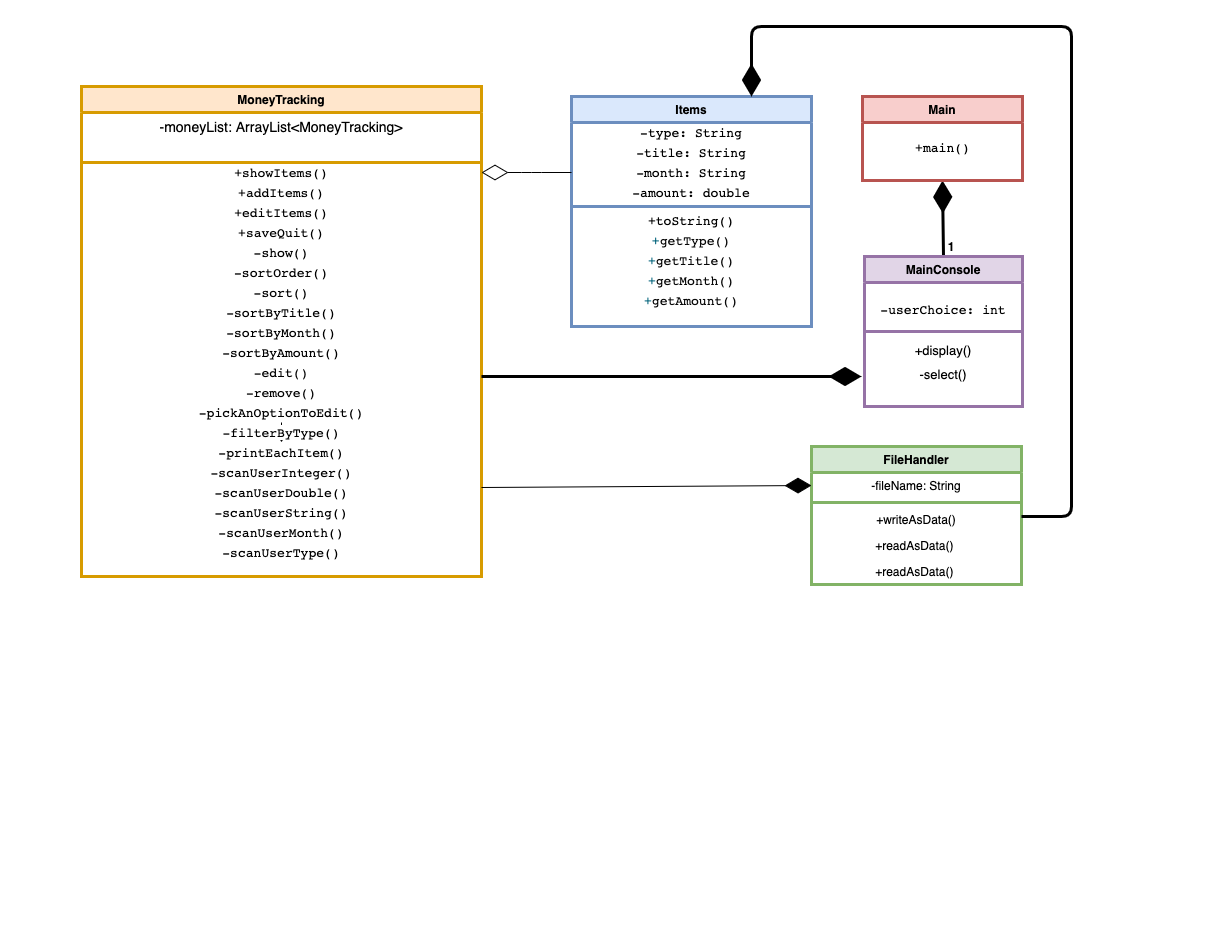 MoneyTracking
-moneyList: ArrayList<MoneyTracking>
+showItems()
+addItems()
+editItems()
+saveQuit()
-show()
-sortOrder()
-sort()
-sortByTitle()
-sortByMonth()
-sortByAmount()
-edit()
-remove()
-pickAnOptionToEdit()
-filterByType()
-printEachItem()
-scanUserInteger()
-scanUserDouble()
-scanUserString()
-scanUserMonth()
-scanUserType()
Items
-type: String
-title: String
-month: String
-amount: double
+toString()
+getType()
+getTitle()
+getMonth()
+getAmount()
Main
+main()
1
MainConsole
-userChoice: int
+display()
-select()
FileHandler
-fileName: String
+writeAsData()
+readAsData()
+readAsData()